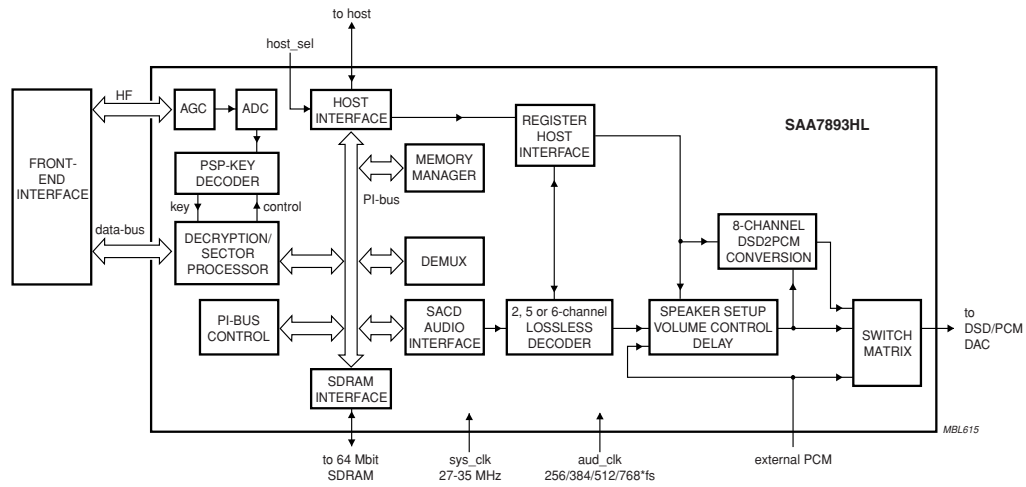 to host
host_sel
HF
AGC
ADC
HOST
INTERFACE
REGISTER
HOST
INTERFACE
SAA7893HL
FRONT-
END
INTERFACE
PSP-KEY
DECODER
MEMORY
MANAGER
PI-bus
key
control
data-bus
DECRYPTION/
SECTOR
PROCESSOR
DEMUX
8-CHANNEL
DSD2PCM
CONVERSION
PI-BUS
CONTROL
SACD
AUDIO
INTERFACE
2, 5 or 6-channel
LOSSLESS
DECODER
SPEAKER SETUP
VOLUME CONTROL
DELAY
SWITCH
MATRIX
to
DSD/PCM
DAC
SDRAM
INTERFACE
MBL615
to 64 Mbit
SDRAM
sys_clk
27-35 MHz
aud_clk
256/384/512/768*fs
external PCM